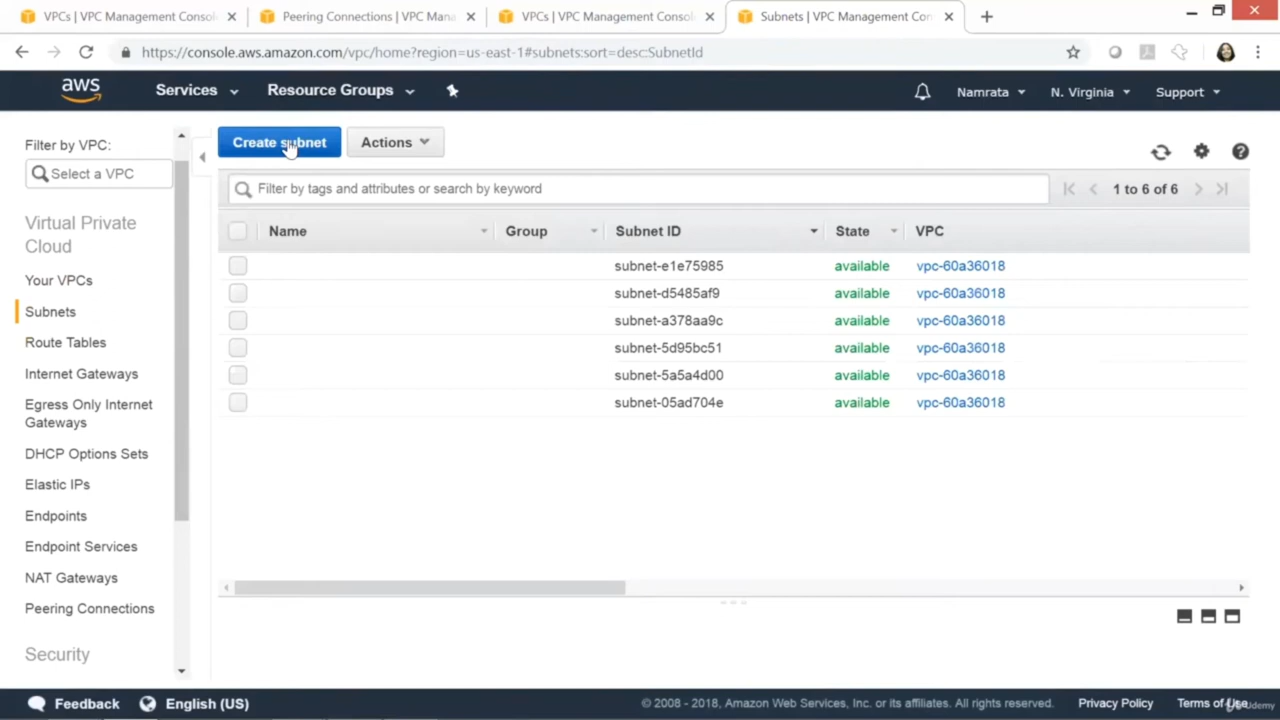 VPCs | VPC Management Consol
Peering Connections | VPC Mana
VPCs | VPC Management Consol
Subnets | VPC Management Con
https://console.aws.amazon.com/vpc/home?region=us-east-1#subnets:sort=desc:SubnetId
aws
Services
Resource Groups
Namrata
N. Virginia
Support
Filter by VPC:
Select a VPC
Virtual Private
Cloud
Your VPCs
Subnets
Route Tables
Internet Gateways
Egress Only Internet
Gateways
DHCP Options Sets
Elastic IPs
Endpoints
Endpoint Services
NAT Gateways
Peering Connections
Security
Create subnet
Actions
Filter by tags and attributes or search by keyword
1 to 6 of 6
Name Group Subnet ID State VPC
subnet-e1e75985 available vpc-60a36018
subnet-d5485af9 available vpc-60a36018
subnet-a378aa9c available vpc-60a36018
subnet-5d95bc51 available vpc-60a36018
subnet-5a5a4d00 available vpc-60a36018
subnet-05ad704e available vpc-60a36018
Feedback
English (US)
© 2008 - 2018, Amazon Web Services, Inc. or its affiliates. All rights reserved.
Privacy Policy
Terms of Use
Udemy